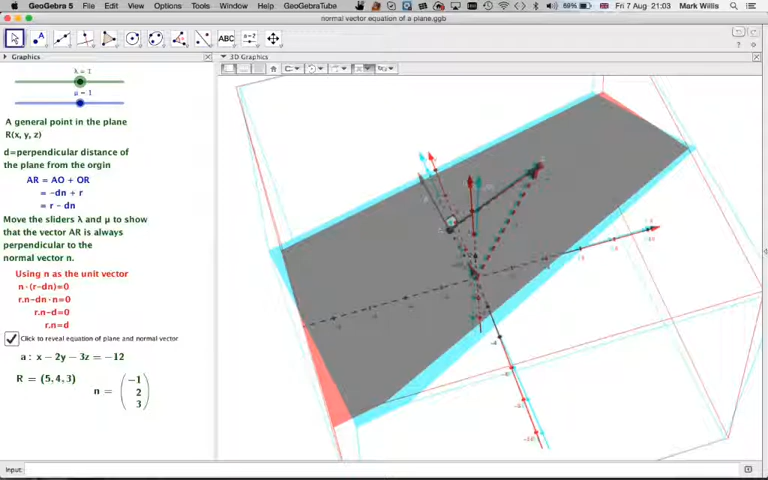 GeoGebra 5 File Edit View Options Tools Window Help GeoGebraTube 89% Fri 7 Aug 21:03 Mark Willis
normal vector equation of a plane.ggb
ABC a=2
Graphics
3D Graphics
λ = 1
μ = 1
A general point in the plane
R(x, y, z)
d=perpendicular distance of
the plane from the orgin
AR = AO + OR
= -dn + r
= r - dn
Move the sliders λ and μ to show
that the vector AR is always
perpendicular to the
normal vector n.
Using n as the unit vector
n·(r-dn)=0
r.n-dn·n=0
r.n-d=0
r.n=d
Click to reveal equation of plane and normal vector
a: x − 2y − 3z = −12
R = (5, 4, 3)
n = (−1
2
3)
Input: